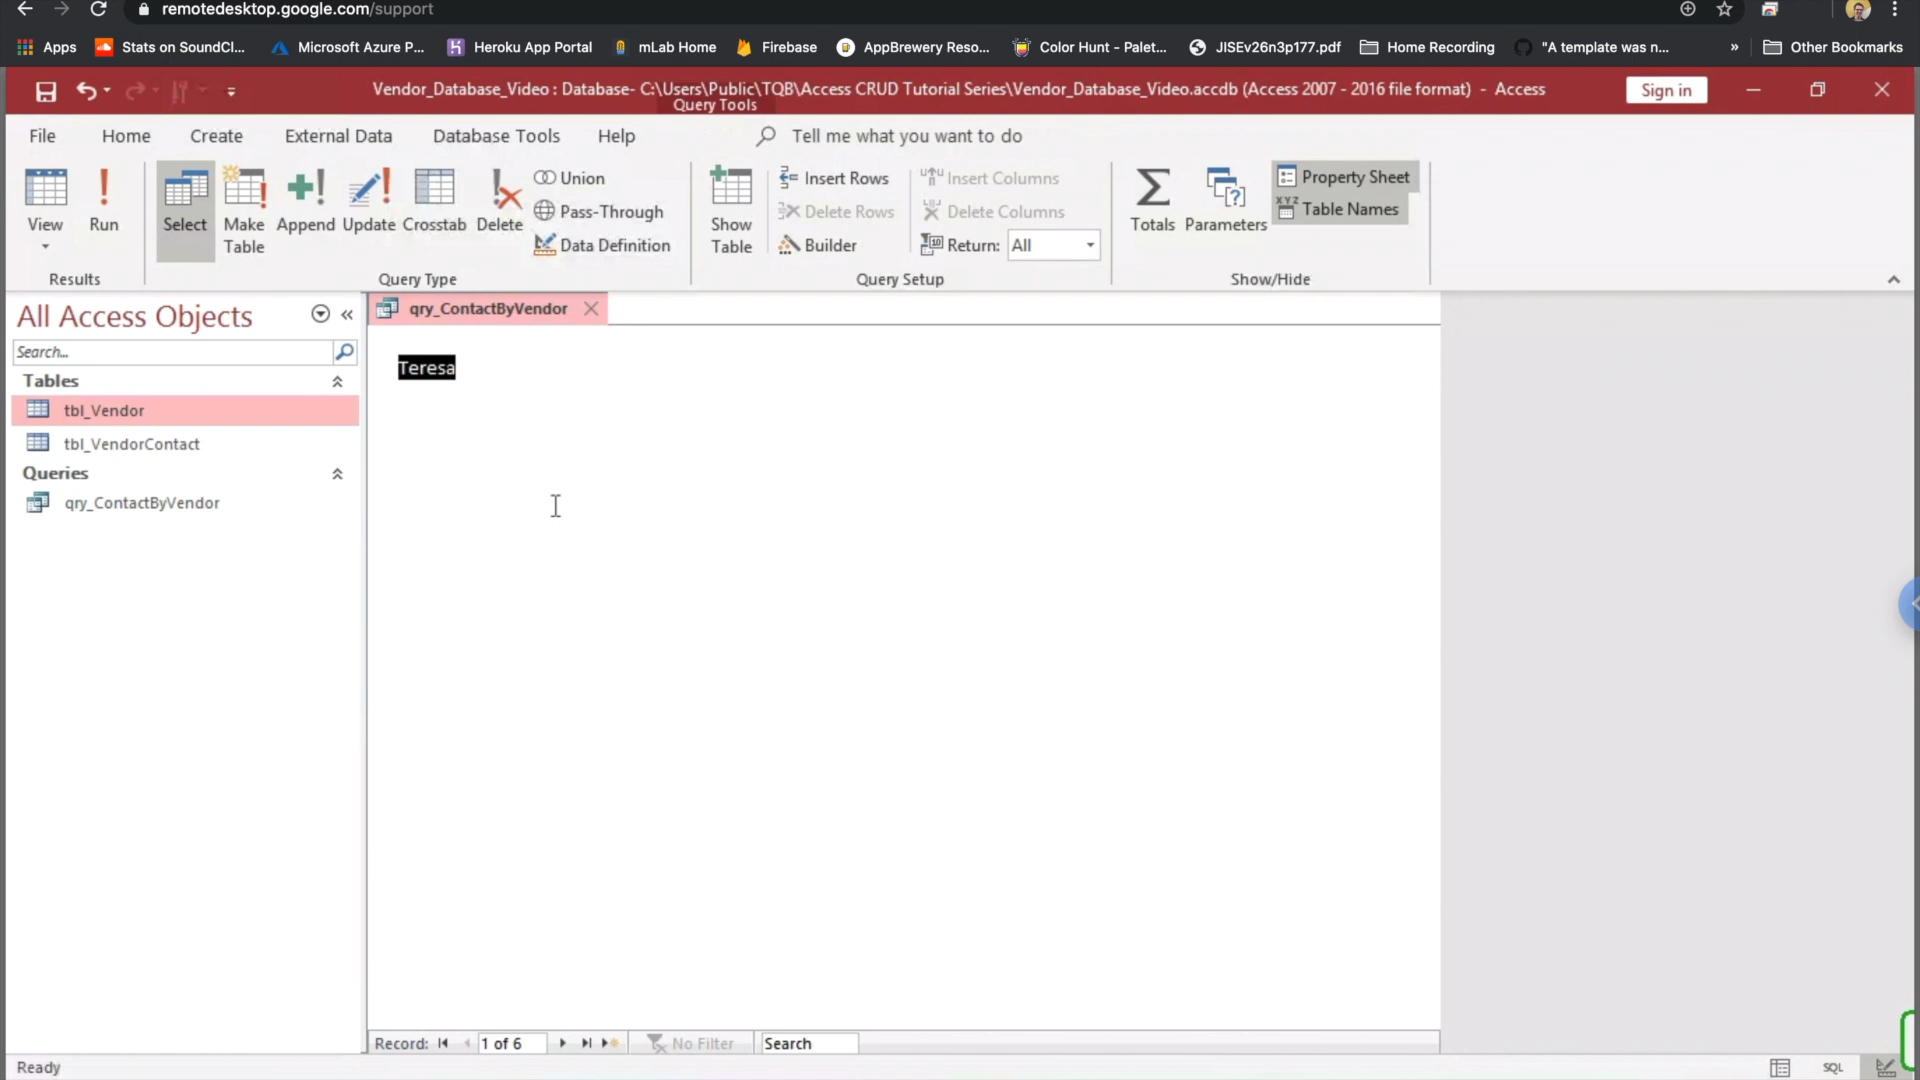 remotedesktop.google.com/support
Apps Stats on SoundCl... Microsoft Azure P... Heroku App Portal mLab Home Firebase AppBrewery Reso... Color Hunt - Palet... JISEv26n3p177.pdf Home Recording "A template was n... » Other Bookmarks
Vendor_Database_Video : Database- C:\Users\Public\TQB\Access CRUD Tutorial Series\Vendor_Database_Video.accdb (Access 2007 - 2016 file format) - Access Sign in
Query Tools
File Home Create External Data Database Tools Help Tell me what you want to do
View Run Select Make Table Append Update Crosstab Delete
Union
Pass-Through
Data Definition
Show Table
Insert Rows
Delete Rows
Builder
Insert Columns
Delete Columns
Return: All
Totals Parameters
Property Sheet
Table Names
Results Query Type Query Setup Show/Hide
All Access Objects
Search...
Tables
tbl_Vendor
tbl_VendorContact
Queries
qry_ContactByVendor
qry_ContactByVendor
Teresa
Record: 1 of 6 No Filter Search
Ready SQL